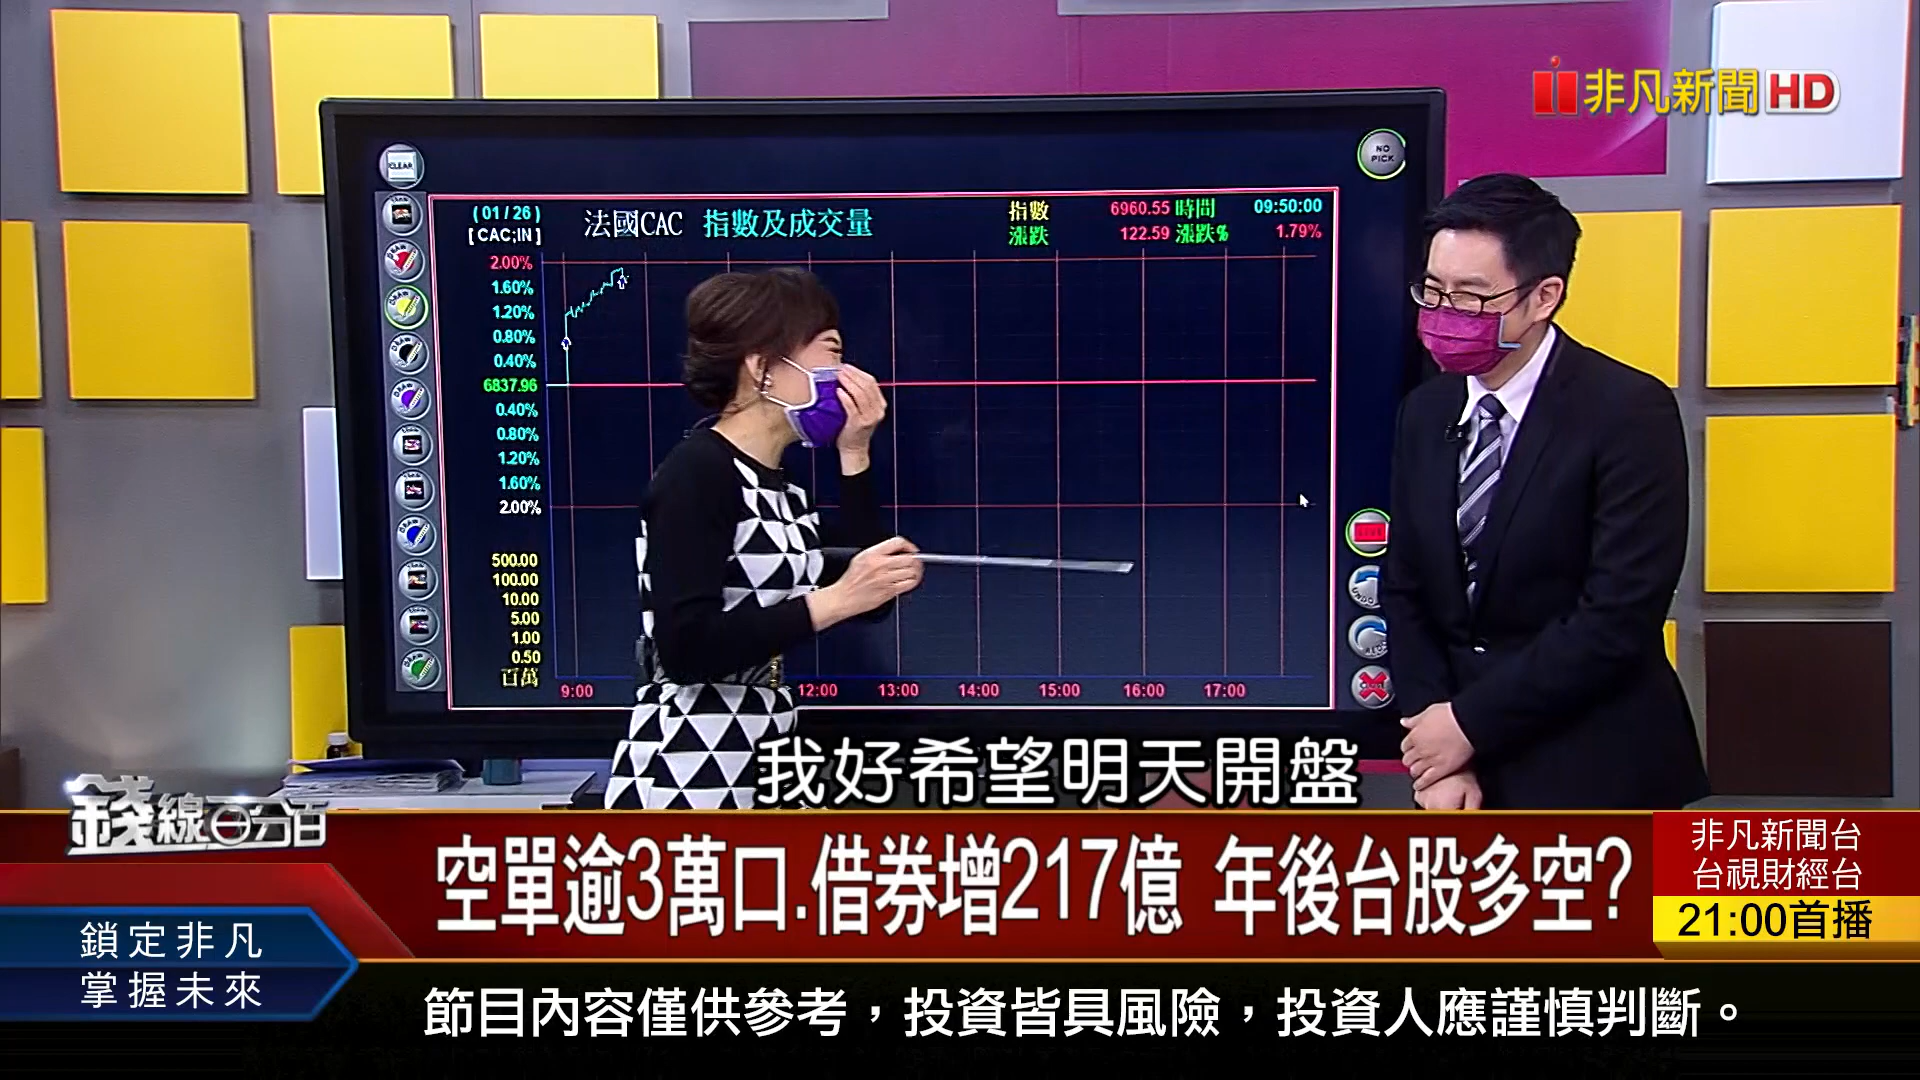 非凡新聞HD
CLEAR
NO PICK
(01/26)
[CAC;IN]
法國CAC 指數及成交量
指數 6960.55 時間 09:50:00
漲跌 122.59 漲跌% 1.79%
2.00%
1.60%
1.20%
0.80%
0.40%
6837.96
0.40%
0.80%
1.20%
1.60%
2.00%
500.00
100.00
10.00
5.00
1.00
0.50
百萬
9:00 12:00 13:00 14:00 15:00 16:00 17:00
UNDO
我好希望明天開盤
錢線百分百
空單逾3萬口.借券增217億 年後台股多空?
非凡新聞台
台視財經台
21:00首播
鎖定非凡
掌握未來
節目內容僅供參考，投資皆具風險，投資人應謹慎判斷。